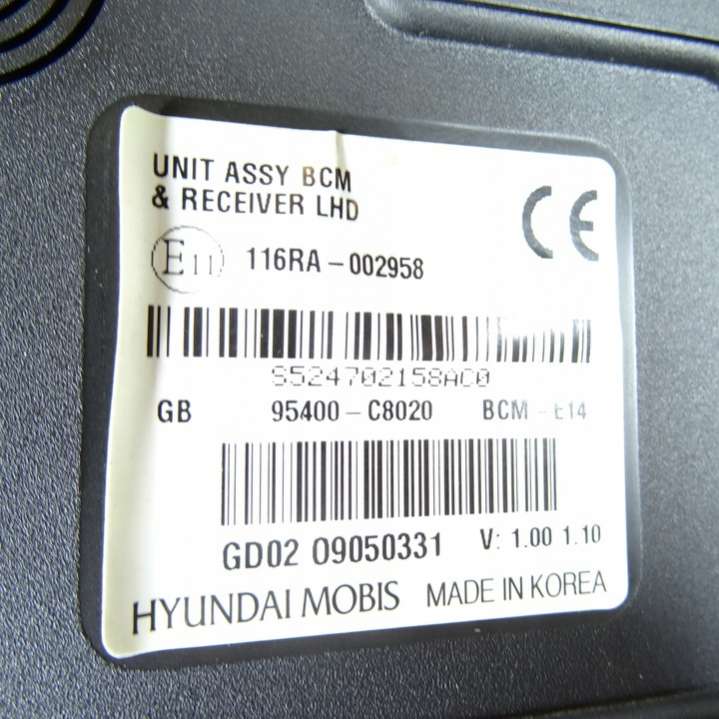 UNIT ASSY BCM
& RECEIVER LHD
CE
E11 116RA-002958
S524702158AC0
GB 95400-C8020 BCM-E14
GD02 09050331 V: 1.00 1.10
HYUNDAI MOBIS MADE IN KOREA